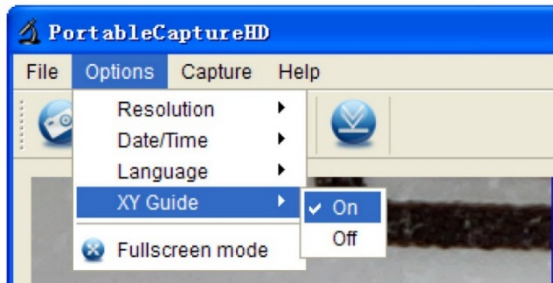 PortableCaptureHD
File Options Capture Help
Resolution
Date/Time
Language
XY Guide
On
Off
Fullscreen mode